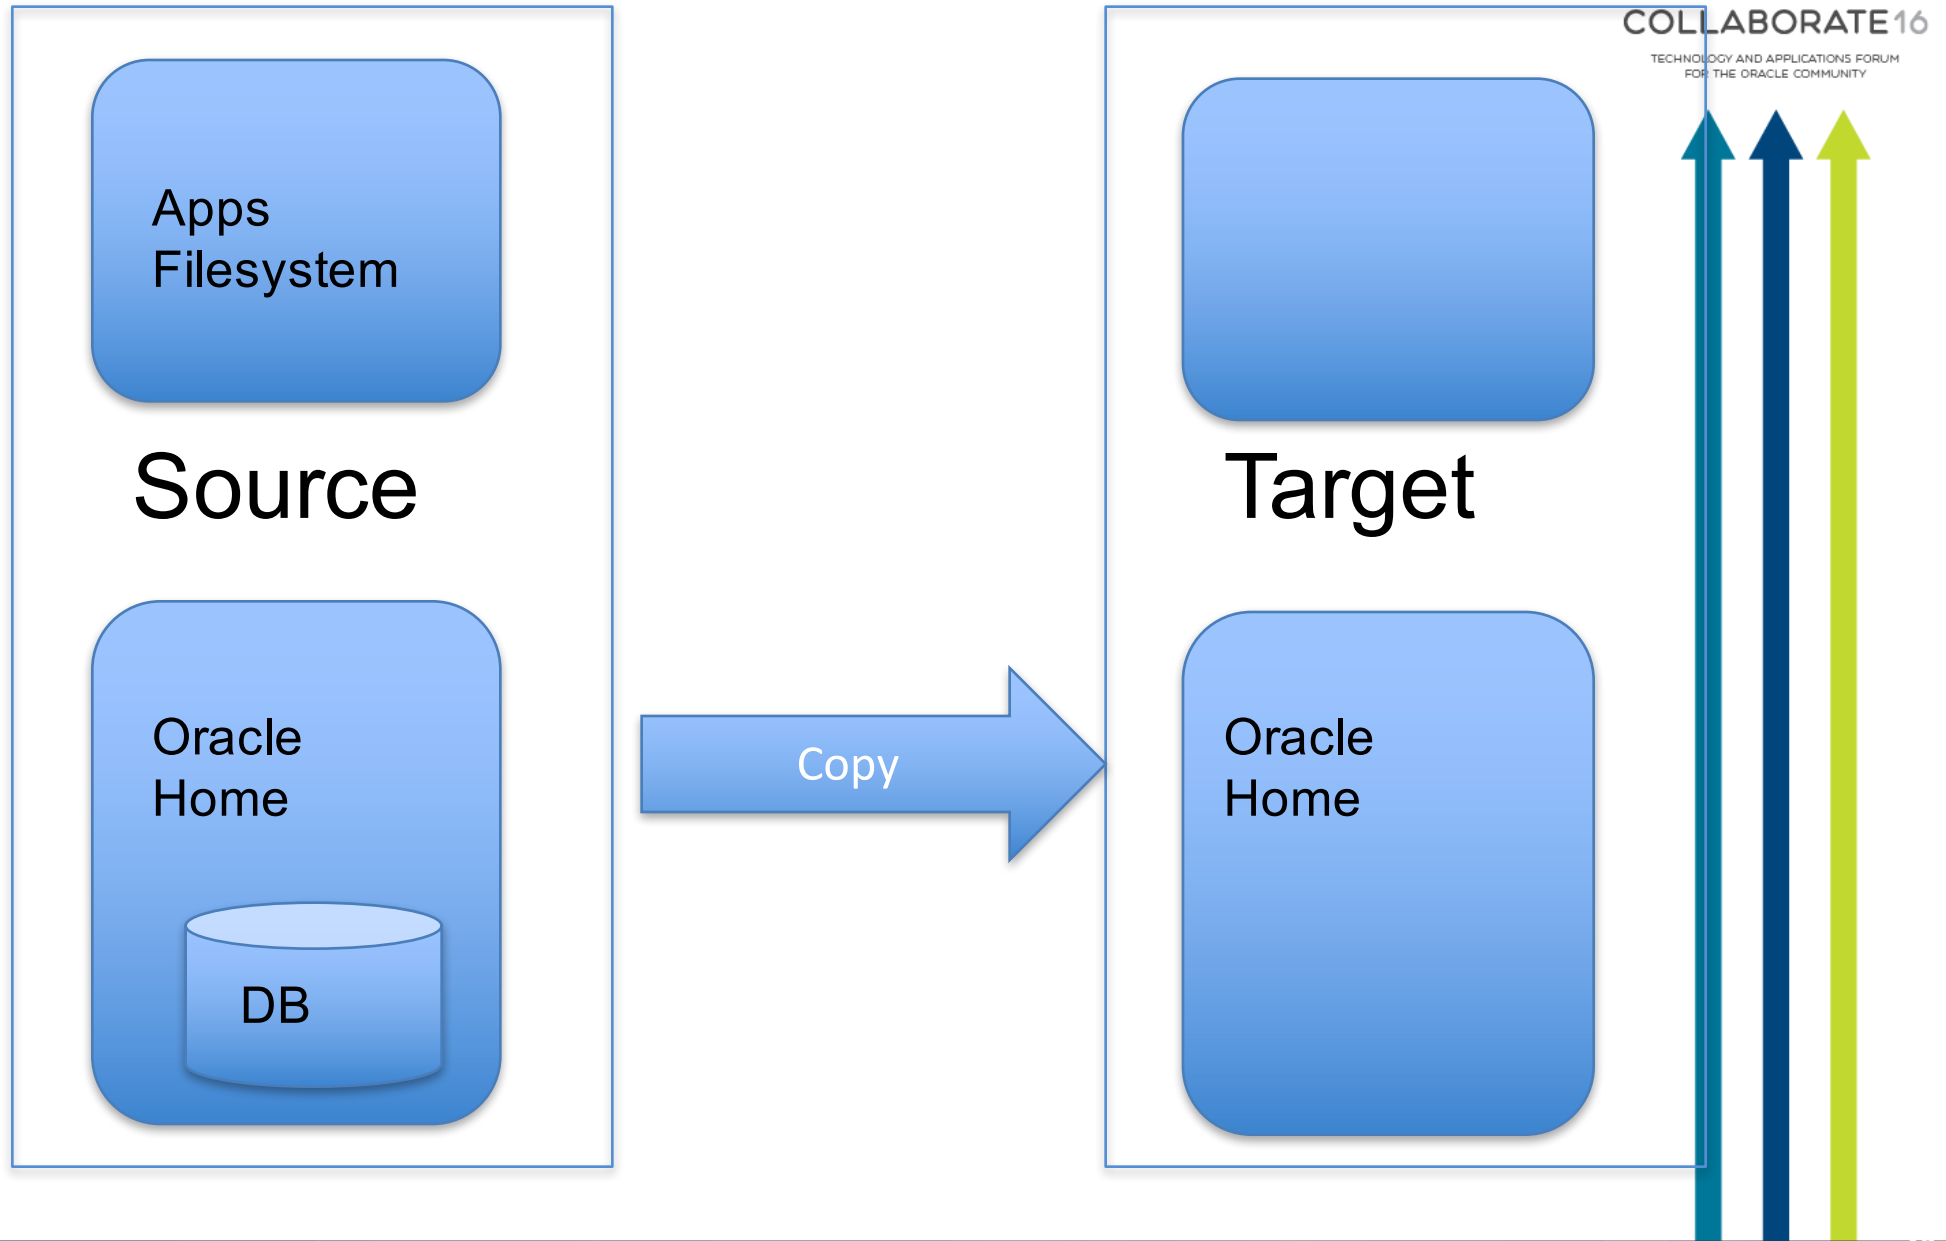 COLLABORATE16
TECHNOLOGY AND APPLICATIONS FORUM
FOR THE ORACLE COMMUNITY
Apps
Filesystem
Source
Target
Oracle
Home
Copy
Oracle
Home
DB